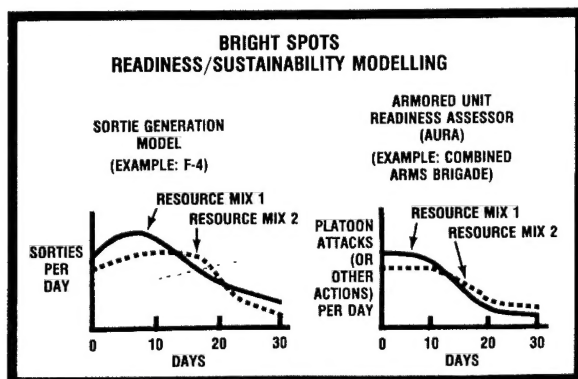 BRIGHT SPOTS
READINESS/SUSTAINABILITY MODELLING
SORTIE GENERATION
MODEL
(EXAMPLE: F-4)
RESOURCE MIX 1
RESOURCE MIX 2
SORTIES
PER
DAY
0 10 20 30
DAYS
ARMORED UNIT
READINESS ASSESSOR
(AURA)
(EXAMPLE: COMBINED
ARMS BRIGADE)
RESOURCE MIX 1
RESOURCE MIX 2
PLATOON
ATTACKS
(OR
OTHER
ACTIONS)
PER DAY
0 10 20 30
DAYS